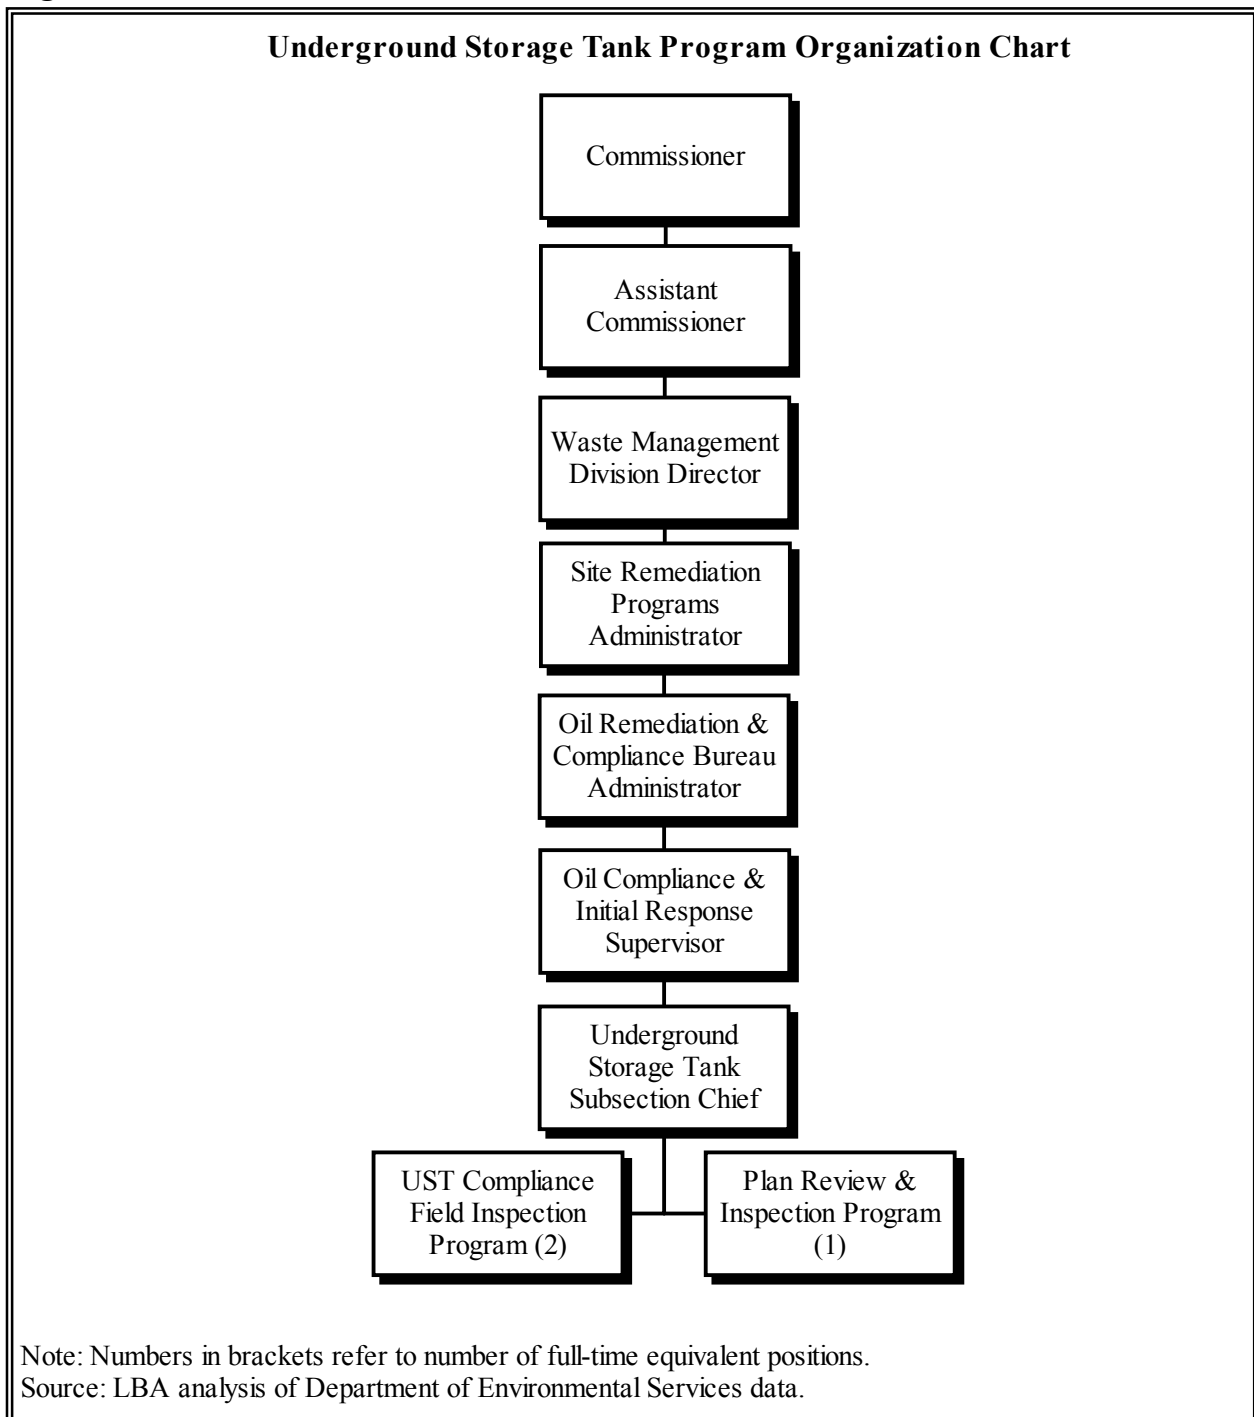 Underground Storage Tank Program Organization Chart
Commissioner
Assistant
Commissioner
Waste Management
Division Director
Site Remediation
Programs
Administrator
Oil Remediation &
Compliance Bureau
Administrator
Oil Compliance &
Initial Response
Supervisor
Underground
Storage Tank
Subsection Chief
UST Compliance
Field Inspection
Program (2)
Plan Review &
Inspection Program
(1)
Note: Numbers in brackets refer to number of full-time equivalent positions.
Source: LBA analysis of Department of Environmental Services data.